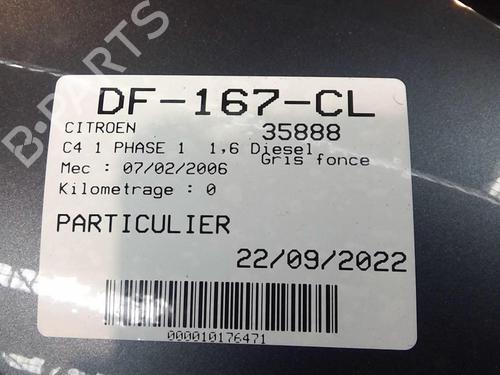 B-PARTS
DF-167-CL
CITROEN 35888
C4 1 PHASE 1 1,6 Diesel
Gris fonce
Mec : 07/02/2006
Kilometrage : 0
PARTICULIER
22/09/2022
000010176471